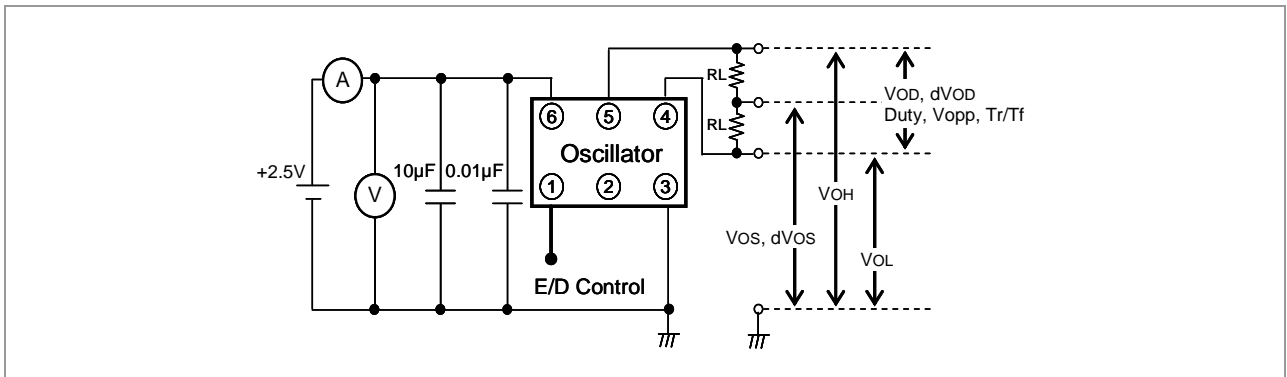 A
RL
VOD, dVOD
Duty, Vopp, Tr/Tf
6
5
4
RL
Oscillator
+2.5V
10µF
0.01µF
V
1
2
3
VOH
VOS, dVOS
VOL
E/D Control